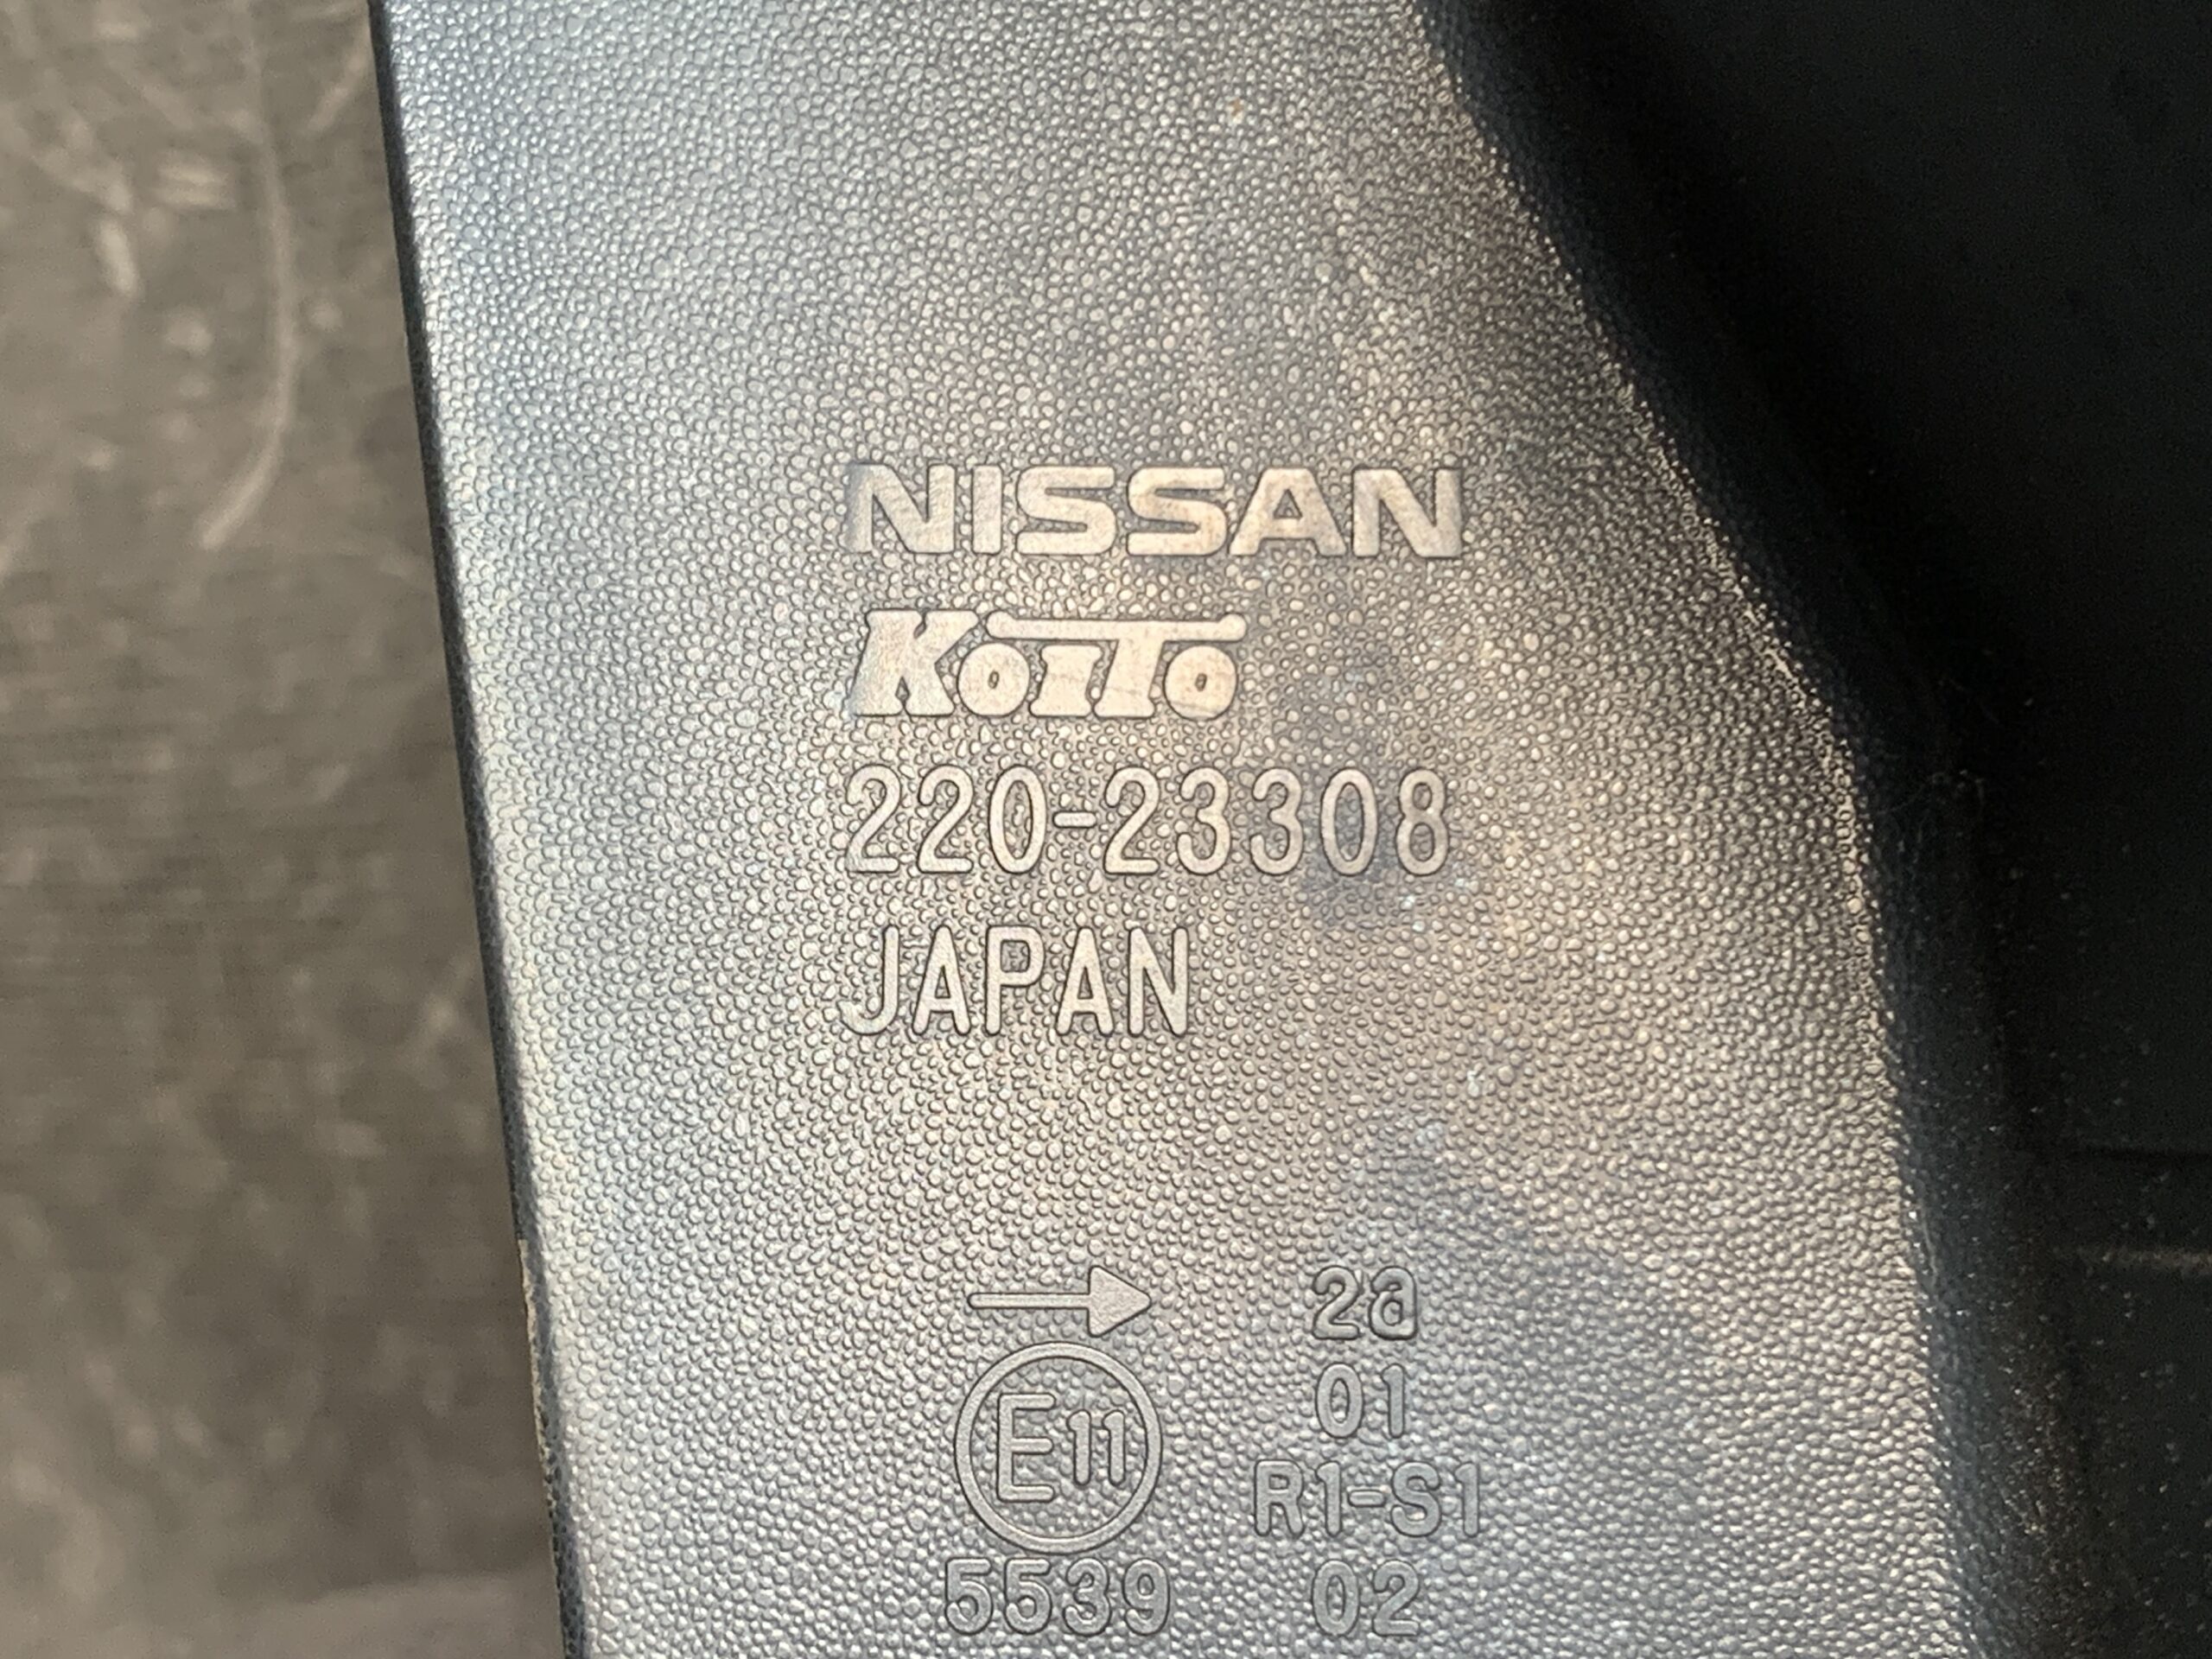 NISSAN
KoiTo
220-23308
JAPAN
→ 2a
E11 01
R1-S1
5539 02